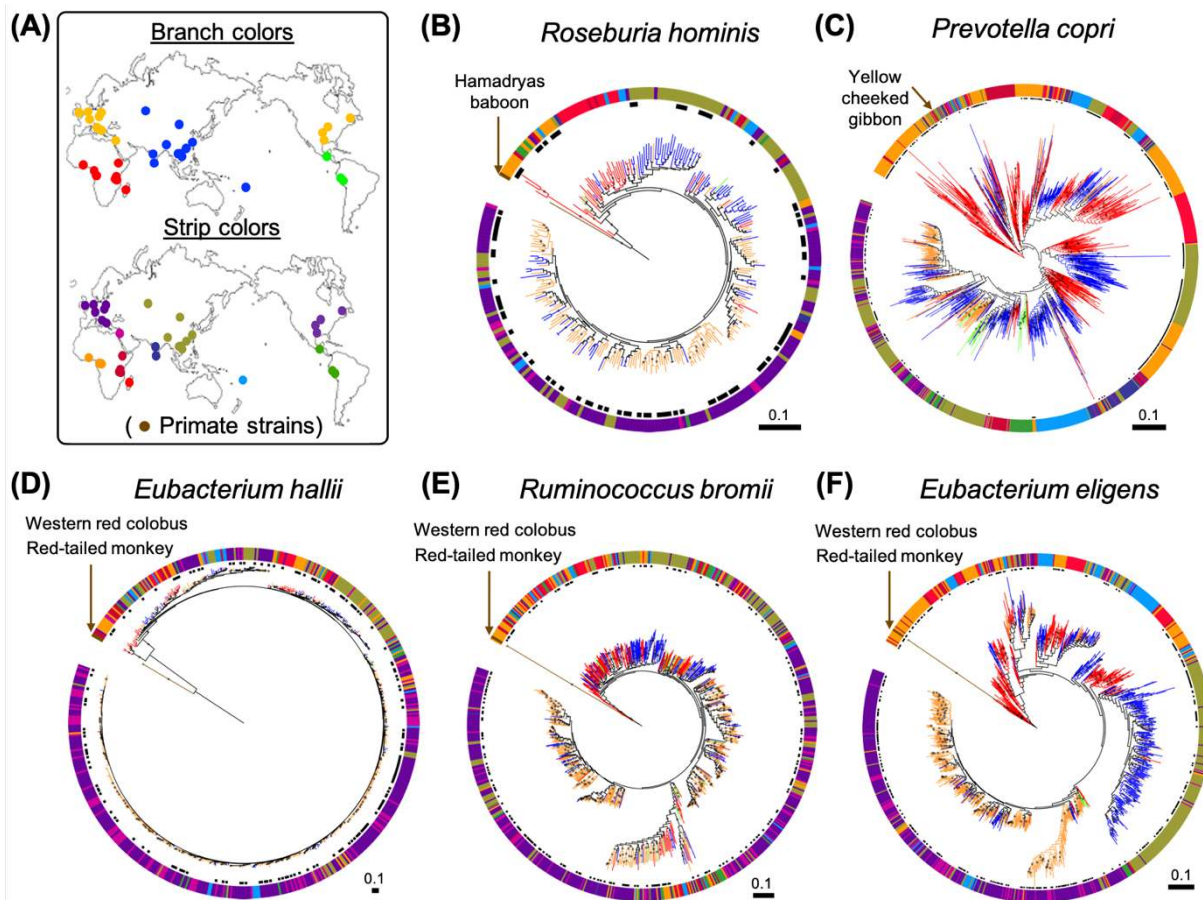 (A)
Branch colors
Strip colors
( Primate strains)
(B)
Roseburia hominis
Hamadryas
baboon
0.1
(C)
Prevotella copri
Yellow
cheeked
gibbon
0.1
(D)
Eubacterium hallii
Western red colobus
Red-tailed monkey
0.1
(E)
Ruminococcus bromii
Western red colobus
Red-tailed monkey
0.1
(F)
Eubacterium eligens
Western red colobus
Red-tailed monkey
0.1